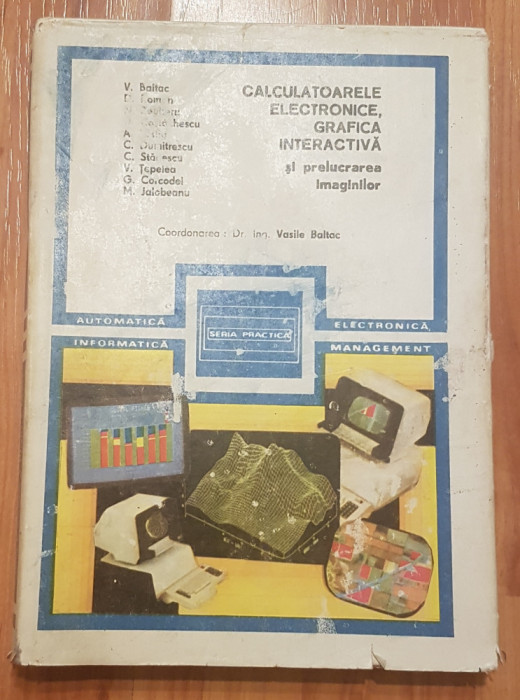 V. Baltac
CALCULATOARELE
ELECTRONICE,
GRAFICA
INTERACTIVĂ
și prelucrarea
imaginilor
C. Dumitrescu
V. Țepelea
G. Corcodel
M. Jalobeanu
Coordonarea : Dr. Ing. Vasile Baltac
AUTOMATICĂ
ELECTRONICĂ
INFORMATICĂ
MANAGEMENT
SERIA PRACTICĂ